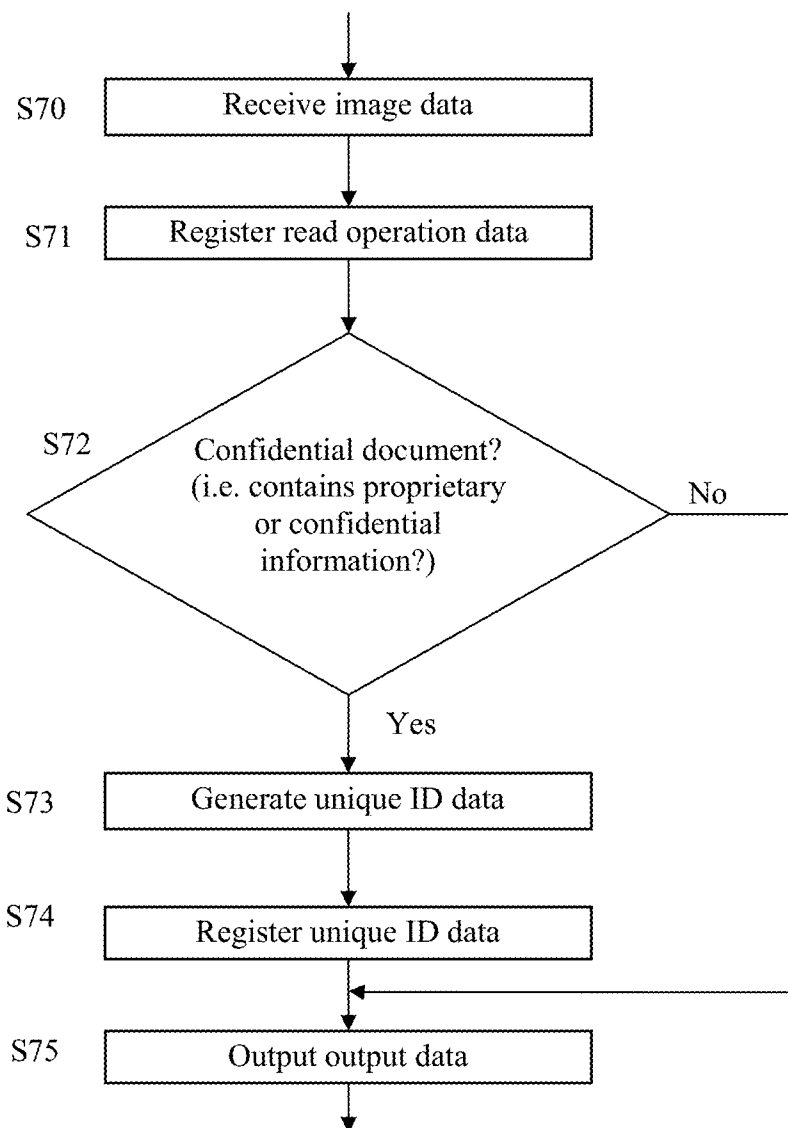 S70
Receive image data
S71
Register read operation data
S72
Confidential document?
(i.e. contains proprietary
or confidential
information?)
No
Yes
S73
Generate unique ID data
S74
Register unique ID data
S75
Output output data